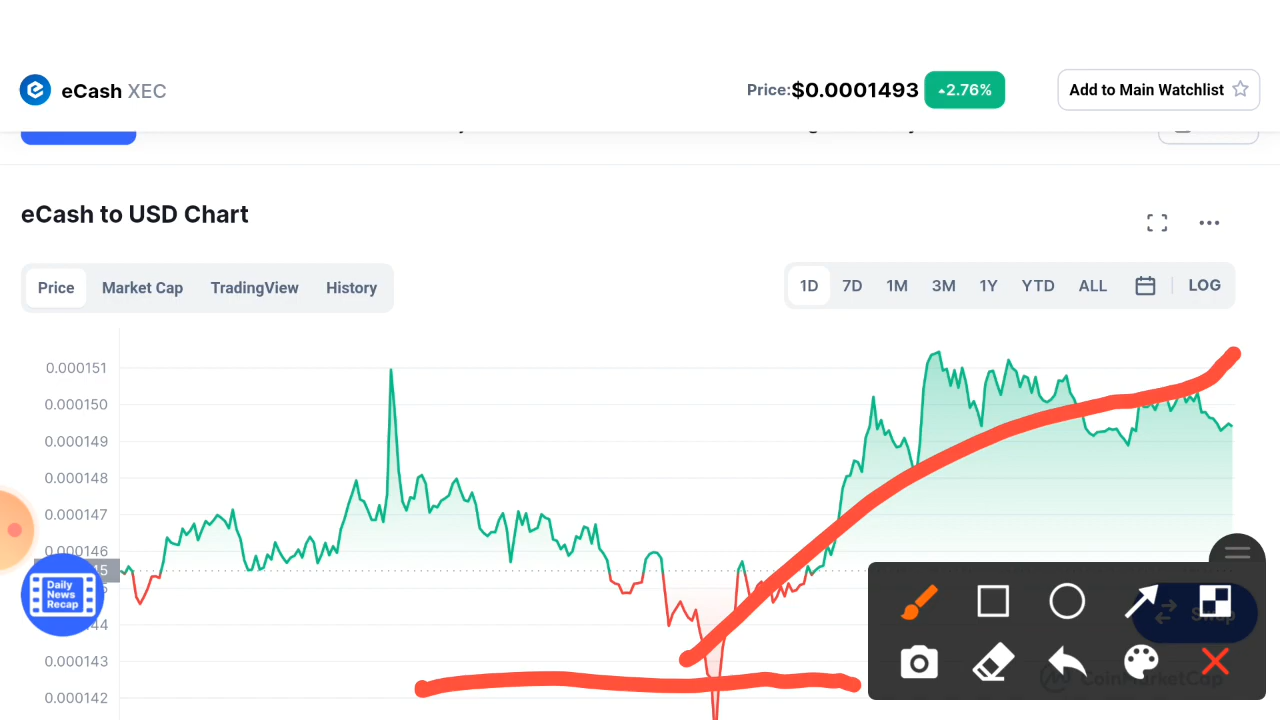 eCash XEC
Price:$0.0001493 2.76%
Add to Main Watchlist
eCash to USD Chart
Price Market Cap TradingView History
1D 7D 1M 3M 1Y YTD ALL LOG
0.000151
0.000150
0.000149
0.000148
0.000147
0.000146
Daily
News
Recap
0.000143
0.000142
Swap
CoinMarketCap